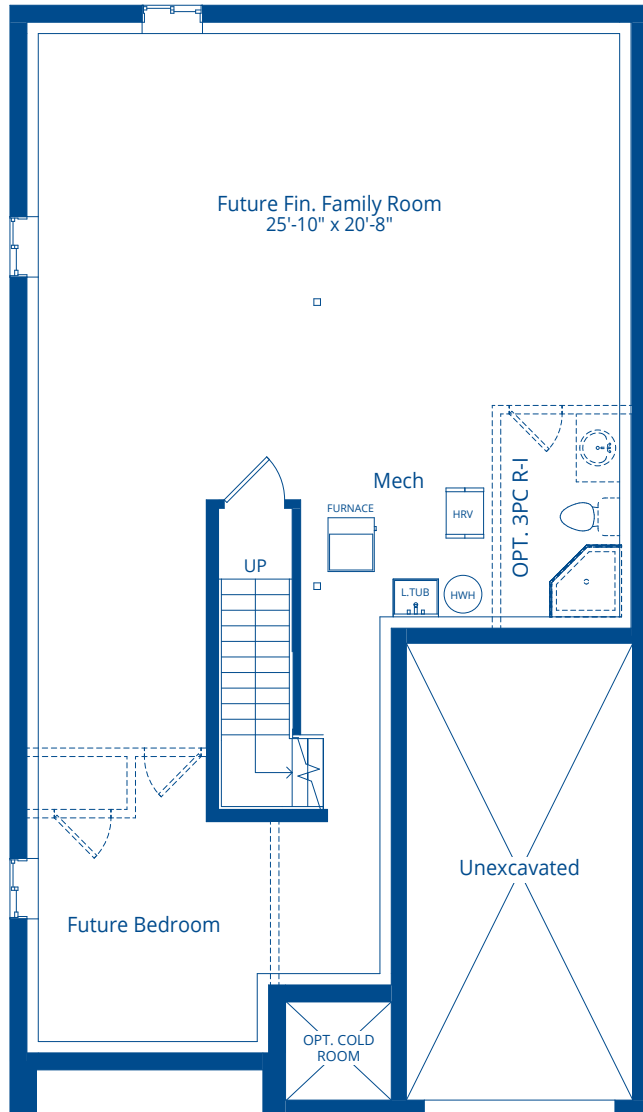 Future Fin. Family Room
25'-10" x 20'-8"
Mech
FURNACE
HRV
OPT. 3PC R-I
UP
L.TUB
HWH
Unexcavated
Future Bedroom
OPT. COLD
ROOM